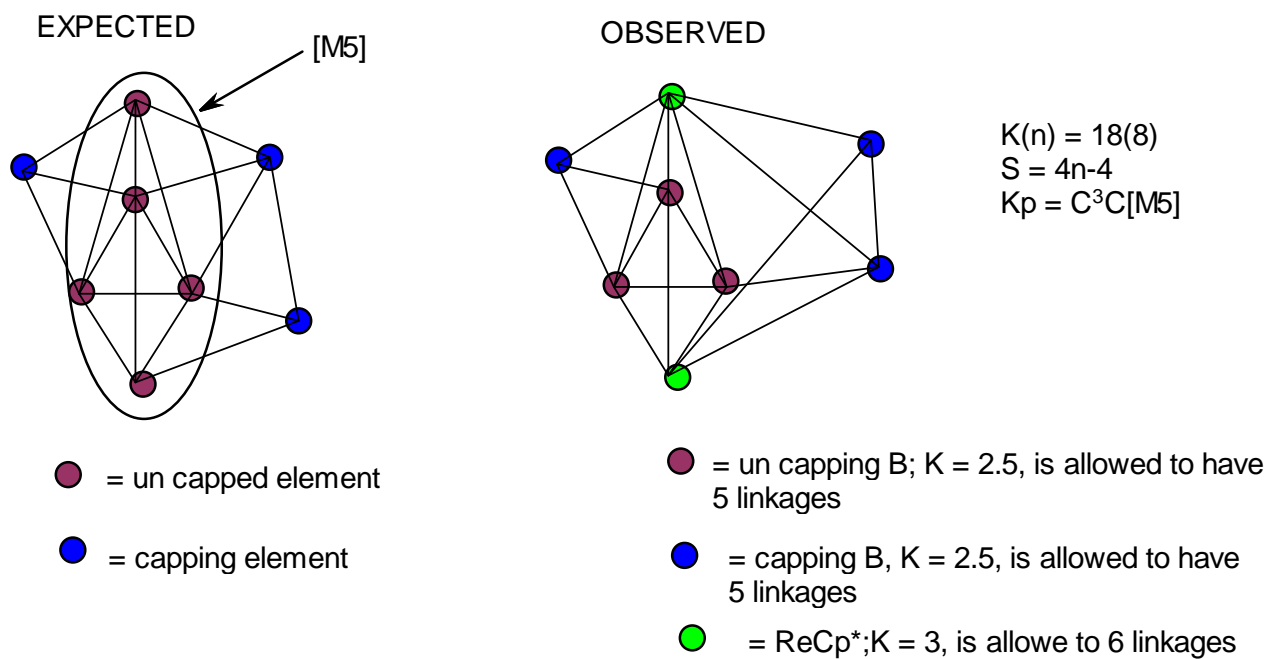 EXPECTED
[M5]
OBSERVED
K(n) = 18(8)
S = 4n-4
Kp = C³C[M5]
= un capped element
= capping element
= un capping B; K = 2.5, is allowed to have
5 linkages
= capping B, K = 2.5, is allowed to have
5 linkages
= ReCp*;K = 3, is allowe to 6 linkages